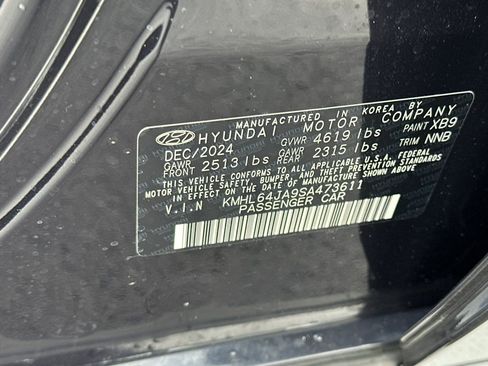 MANUFACTURED IN KOREA BY
HYUNDAI MOTOR COMPANY
DEC/2024 GVWR 4619 lbs PAINT XB9
GAWR FRONT 2513 lbs GAWR REAR 2315 lbs TRIM NNB
THIS VEHICLE CONFORMS TO ALL APPLICABLE U.S.A. FEDERAL
MOTOR VEHICLE SAFETY, BUMPER, AND THEFT PREVENTION STANDARDS
IN EFFECT ON THE DATE OF MANUFACTURE SHOWN ABOVE.
V.I.N KMHL64JA9SA473611
PASSENGER CAR